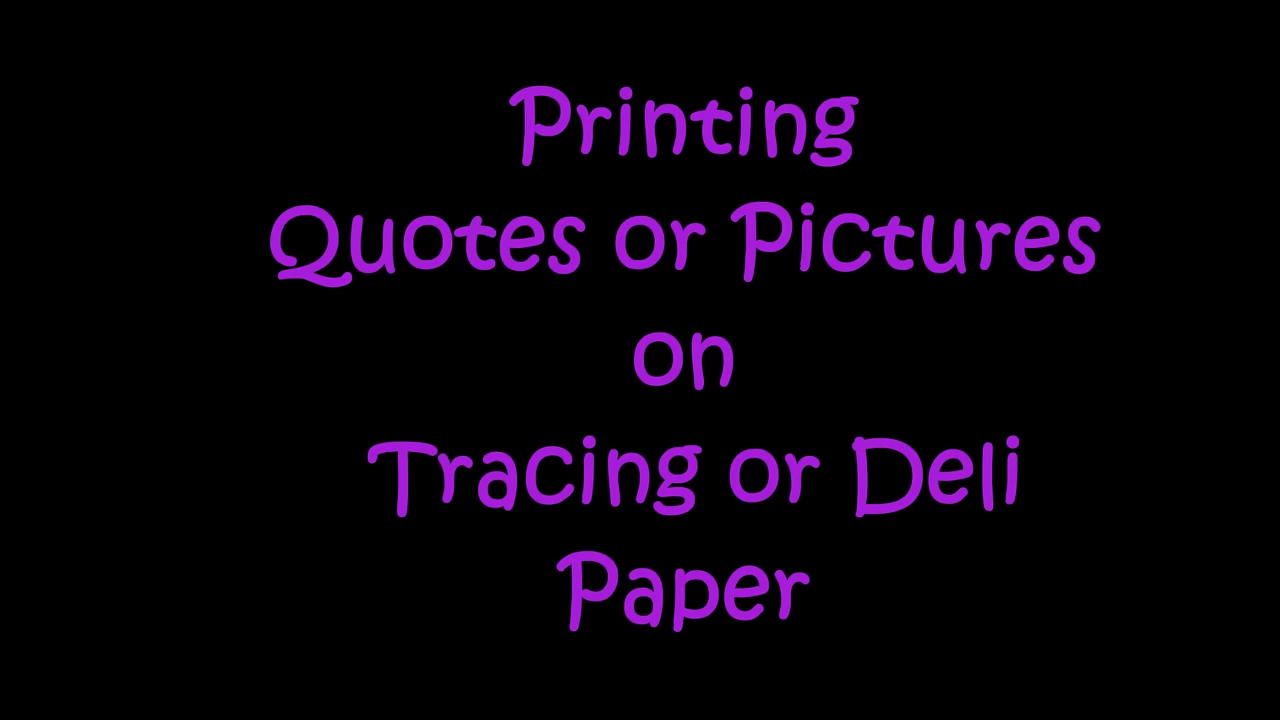 Printing
Quotes or Pictures
on
Tracing or Deli
Paper